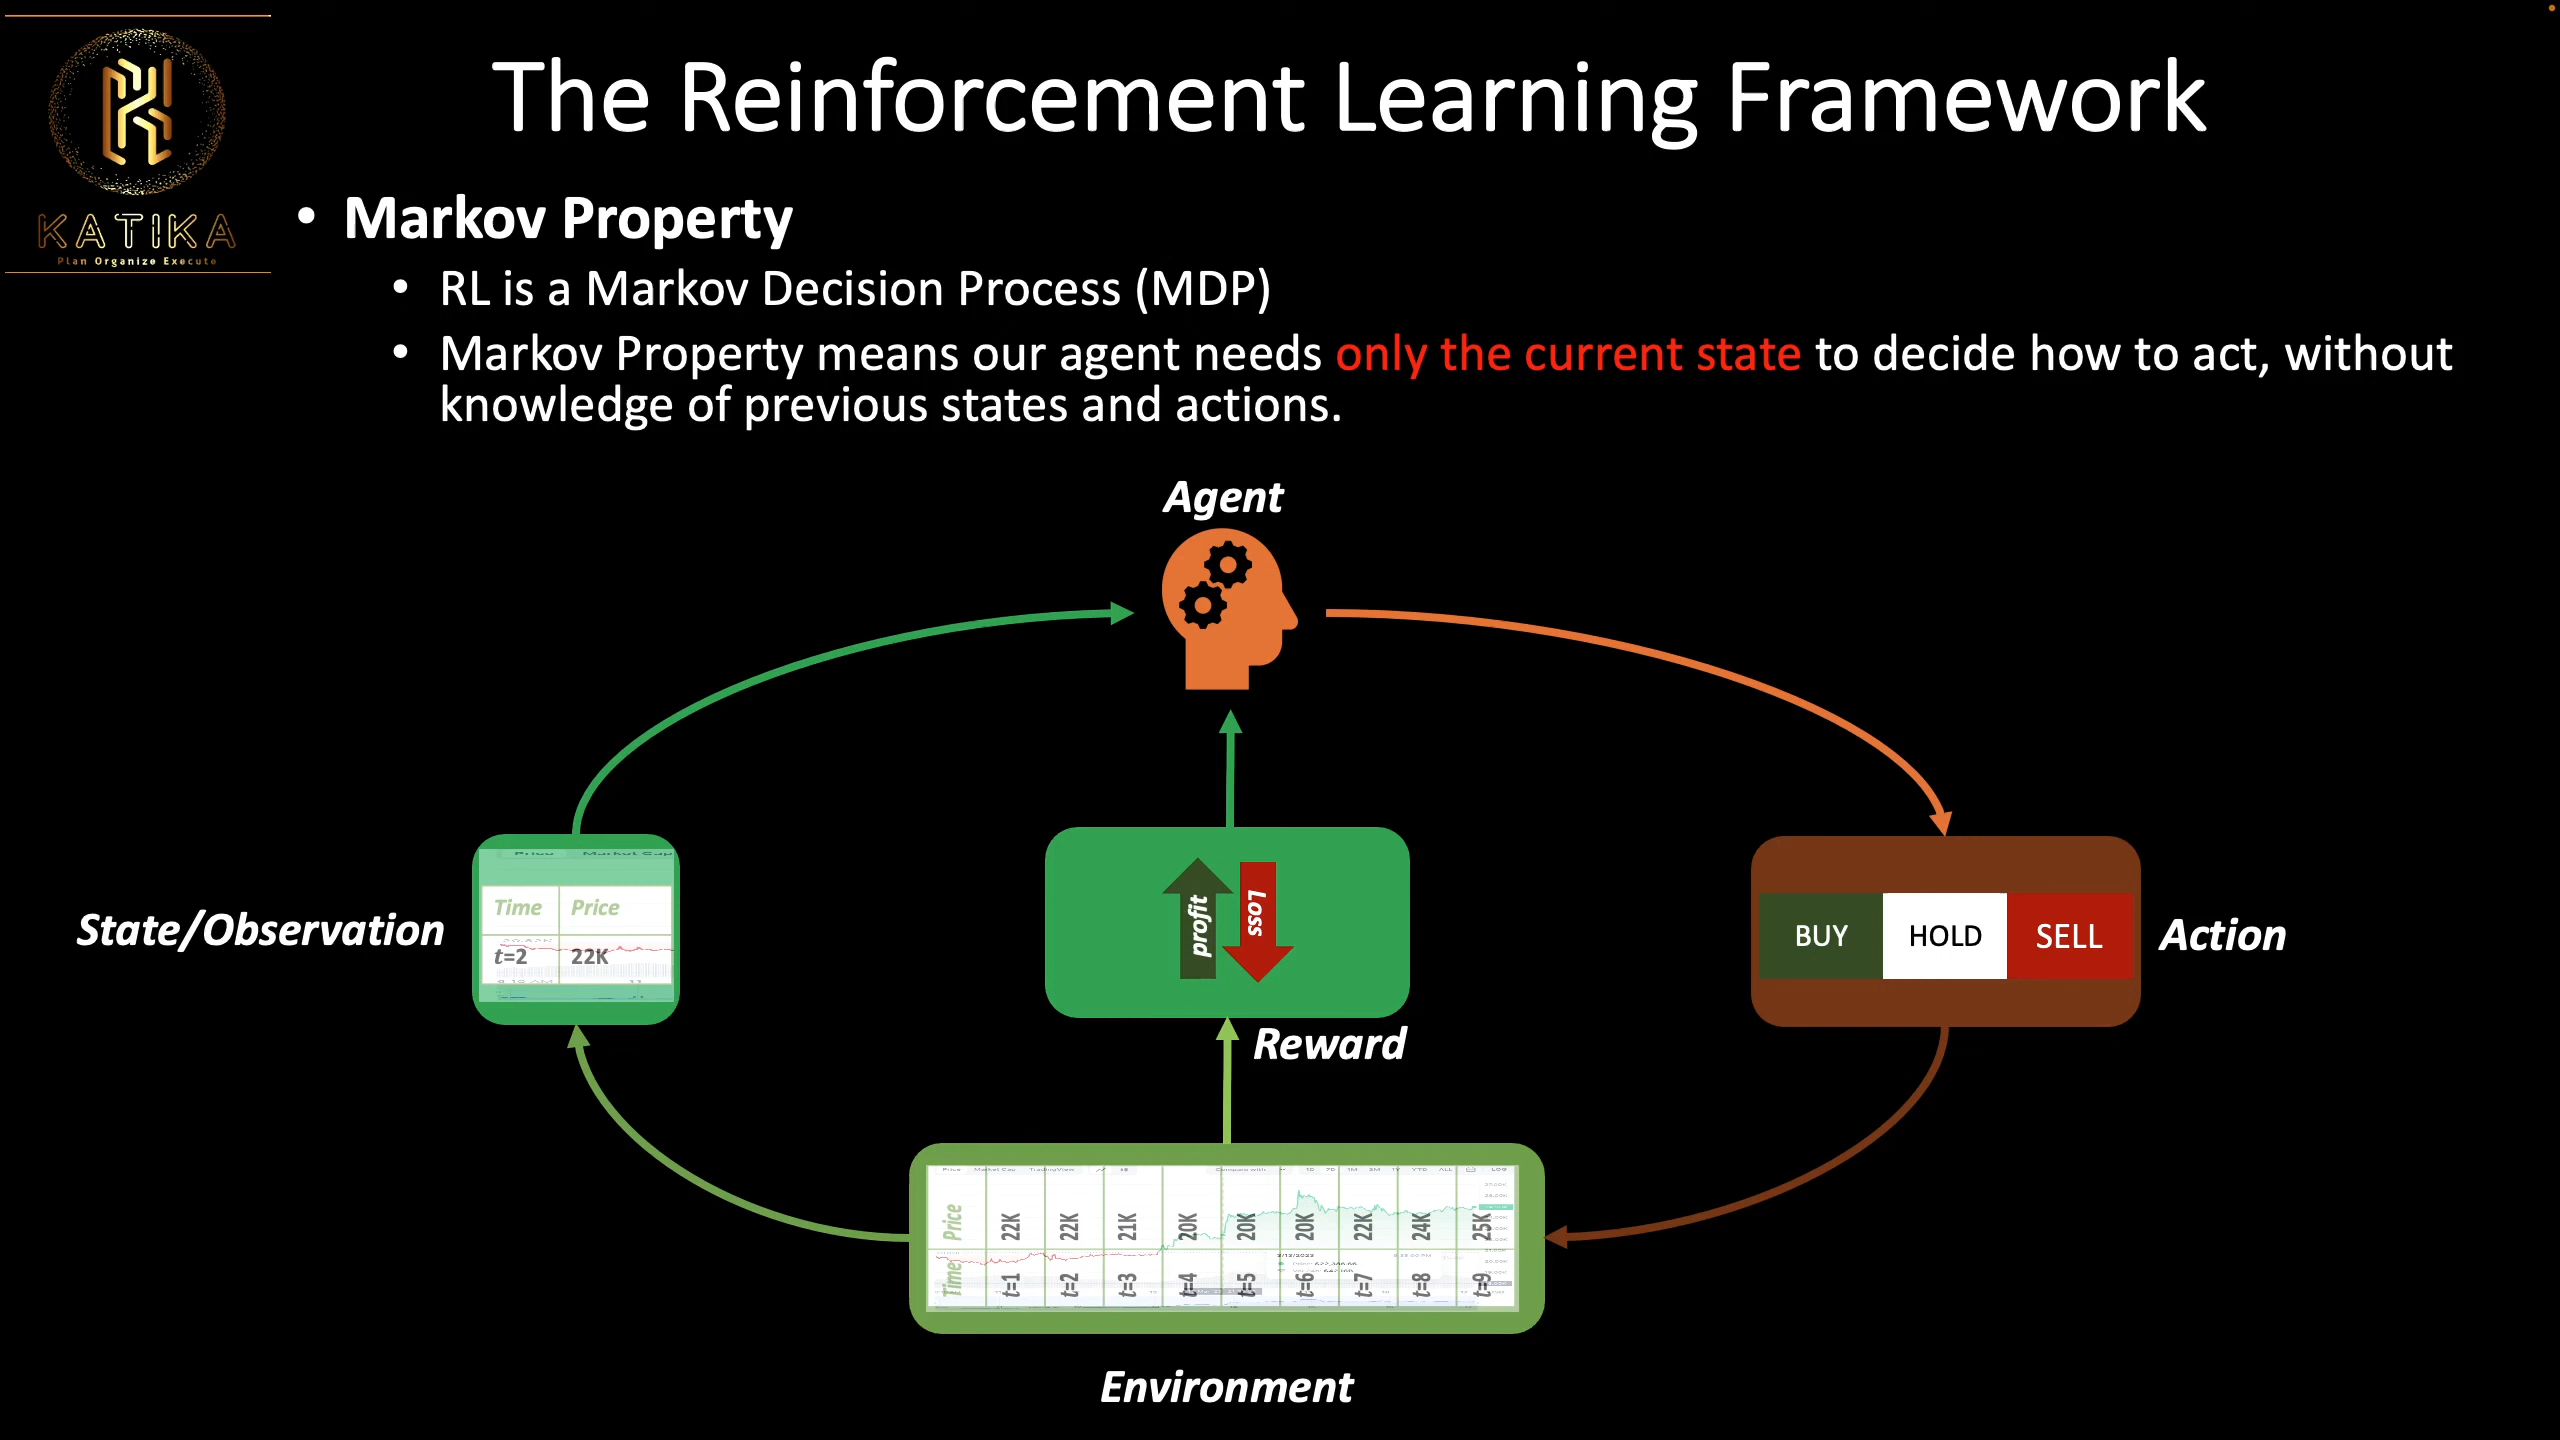 KATIKA
Plan Organize Execute
The Reinforcement Learning Framework
• Markov Property
• RL is a Markov Decision Process (MDP)
• Markov Property means our agent needs only the current state to decide how to act, without
knowledge of previous states and actions.
Agent
State/Observation
Price Market Cap
Time Price
t=2 22K
profit
Loss
Reward
BUY HOLD SELL
Action
Price 22K 22K 21K 20K 20K 20K 22K 24K 25K
Time t=1 t=2 t=3 t=4 t=5 t=6 t=7 t=8 t=9
Environment